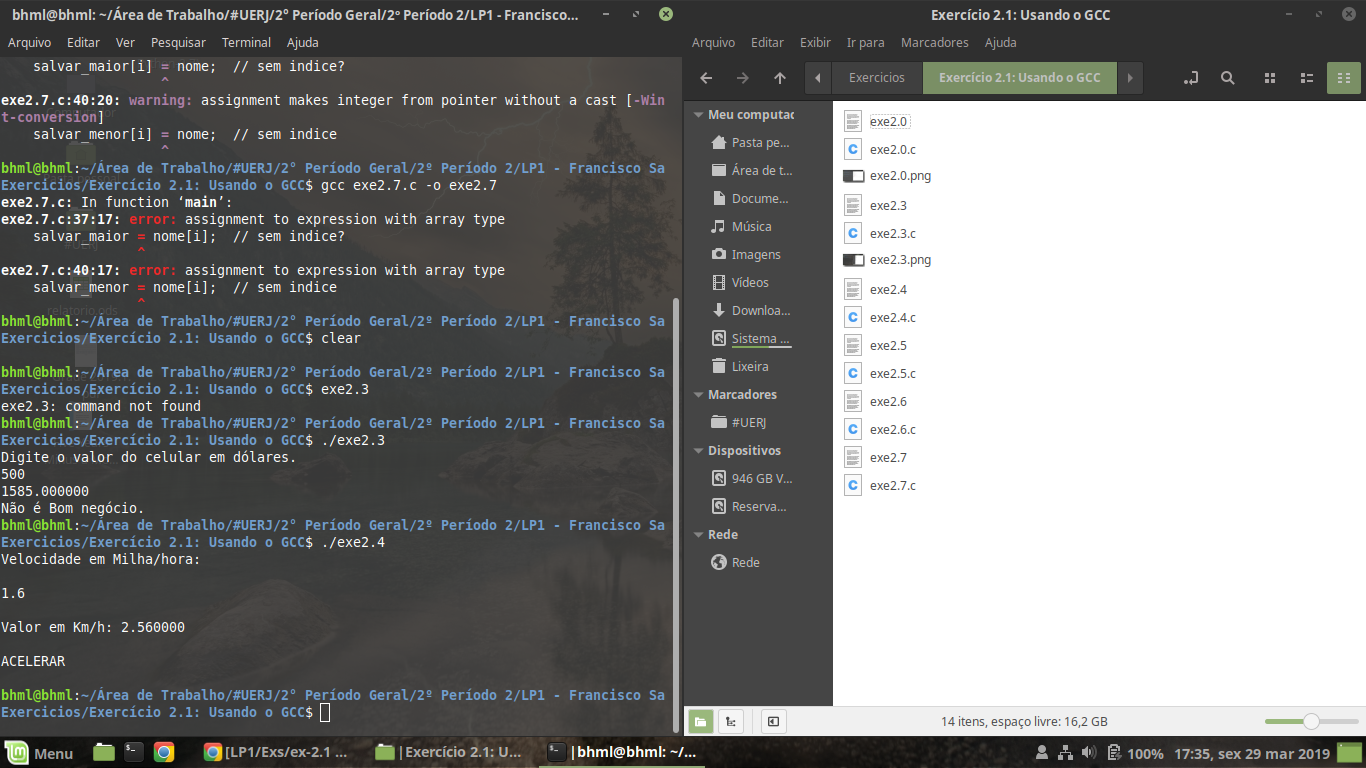 bhml@bhml: ~/Área de Trabalho/#UERJ/2° Período Geral/2º Período 2/LP1 - Francisco...
Arquivo Editar Ver Pesquisar Terminal Ajuda
salvar_maior[i] = nome;  // sem indice?
^
exe2.7.c:40:20: warning: assignment makes integer from pointer without a cast [-Win
t-conversion]
salvar_menor[i] = nome;  // sem indice
^
bhml@bhml:~/Área de Trabalho/#UERJ/2° Período Geral/2º Período 2/LP1 - Francisco Sa
Exercicios/Exercício 2.1: Usando o GCC$ gcc exe2.7.c -o exe2.7
exe2.7.c: In function ‘main’:
exe2.7.c:37:17: error: assignment to expression with array type
salvar_maior = nome[i];  // sem indice?
^
exe2.7.c:40:17: error: assignment to expression with array type
salvar_menor = nome[i];  // sem indice
^
bhml@bhml:~/Área de Trabalho/#UERJ/2° Período Geral/2º Período 2/LP1 - Francisco Sa
Exercicios/Exercício 2.1: Usando o GCC$ clear
bhml@bhml:~/Área de Trabalho/#UERJ/2° Período Geral/2º Período 2/LP1 - Francisco Sa
Exercicios/Exercício 2.1: Usando o GCC$ exe2.3
exe2.3: command not found
bhml@bhml:~/Área de Trabalho/#UERJ/2° Período Geral/2º Período 2/LP1 - Francisco Sa
Exercicios/Exercício 2.1: Usando o GCC$ ./exe2.3
Digite o valor do celular em dólares.
500
1585.000000
Não é Bom negócio.
bhml@bhml:~/Área de Trabalho/#UERJ/2° Período Geral/2º Período 2/LP1 - Francisco Sa
Exercicios/Exercício 2.1: Usando o GCC$ ./exe2.4
Velocidade em Milha/hora:
1.6
Valor em Km/h: 2.560000
ACELERAR
bhml@bhml:~/Área de Trabalho/#UERJ/2° Período Geral/2º Período 2/LP1 - Francisco Sa
Exercicios/Exercício 2.1: Usando o GCC$
Exercício 2.1: Usando o GCC
Arquivo Editar Exibir Ir para Marcadores Ajuda
Exercicios Exercício 2.1: Usando o GCC
Meu computac
Pasta pe...
Área de t...
Docume...
Música
Imagens
Vídeos
Downloa...
Sistema ...
Lixeira
Marcadores
#UERJ
Dispositivos
946 GB V...
Reserva...
Rede
Rede
exe2.0
exe2.0.c
exe2.0.png
exe2.3
exe2.3.c
exe2.3.png
exe2.4
exe2.4.c
exe2.5
exe2.5.c
exe2.6
exe2.6.c
exe2.7
exe2.7.c
14 itens, espaço livre: 16,2 GB
Menu [LP1/Exs/ex-2.1 ... |Exercício 2.1: U... |bhml@bhml: ~/... 100% 17:35, sex 29 mar 2019